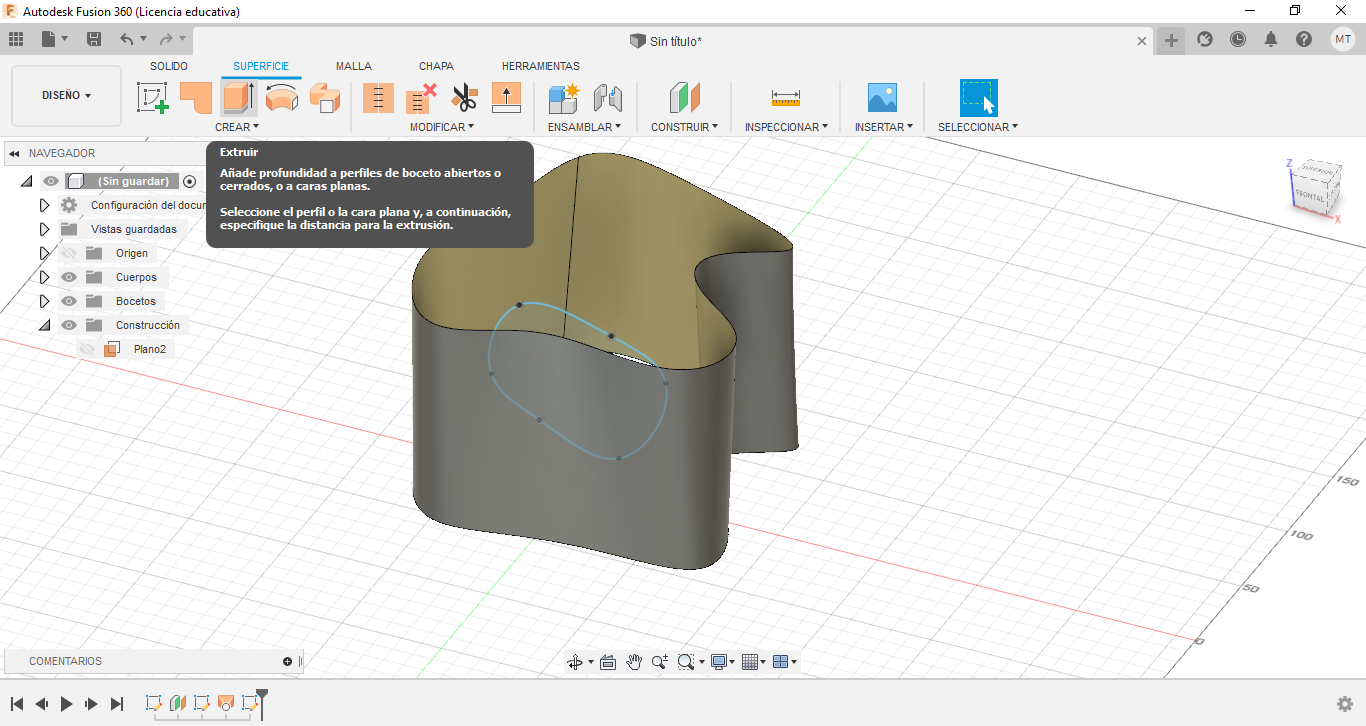 Autodesk Fusion 360 (Licencia educativa)
Sin título*
MT
DISEÑO
SOLIDO
SUPERFICIE
MALLA
CHAPA
HERRAMIENTAS
CREAR
MODIFICAR
ENSAMBLAR
CONSTRUIR
INSPECCIONAR
INSERTAR
SELECCIONAR
NAVEGADOR
(Sin guardar)
Configuración del docur
Vistas guardadas
Origen
Cuerpos
Bocetos
Construcción
Plano2
Extruir
Añade profundidad a perfiles de boceto abiertos o
cerrados, o a caras planas.
Seleccione el perfil o la cara plana y, a continuación,
especifique la distancia para la extrusión.
Z
SUPERIOR
FRONTAL
X
150
100
50
0
COMENTARIOS